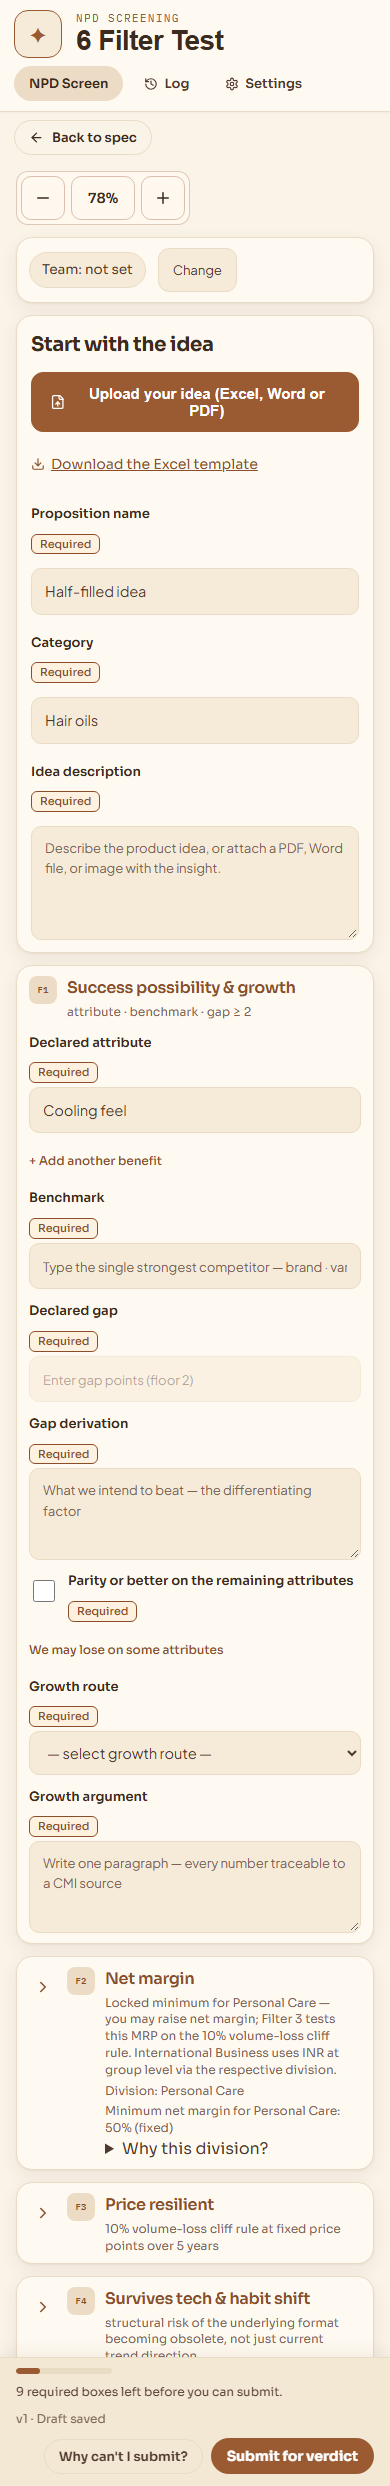 NPD SCREENING
6 Filter Test
NPD Screen
Log
Settings
Back to spec
78%
Team: not set
Change
Start with the idea
Upload your idea (Excel, Word or
PDF)
Download the Excel template
Proposition name
Required
Half-filled idea
Category
Required
Hair oils
Idea description
Required
Describe the product idea, or attach a PDF, Word
file, or image with the insight.
F1
Success possibility & growth
attribute · benchmark · gap ≥ 2
Declared attribute
Required
Cooling feel
+ Add another benefit
Benchmark
Required
Type the single strongest competitor — brand · var
Declared gap
Required
Enter gap points (floor 2)
Gap derivation
Required
What we intend to beat — the differentiating
factor
Parity or better on the remaining attributes
Required
We may lose on some attributes
Growth route
Required
— select growth route —
Growth argument
Required
Write one paragraph — every number traceable to
a CMI source
F2
Net margin
Locked minimum for Personal Care —
you may raise net margin; Filter 3 tests
this MRP on the 10% volume-loss cliff
rule. International Business uses INR at
group level via the respective division.
Division: Personal Care
Minimum net margin for Personal Care:
50% (fixed)
Why this division?
F3
Price resilient
10% volume-loss cliff rule at fixed price
points over 5 years
F4
Survives tech & habit shift
structural risk of the underlying format
becoming obsolete, not just current
trend direction
9 required boxes left before you can submit.
v1 · Draft saved
Why can't I submit?
Submit for verdict